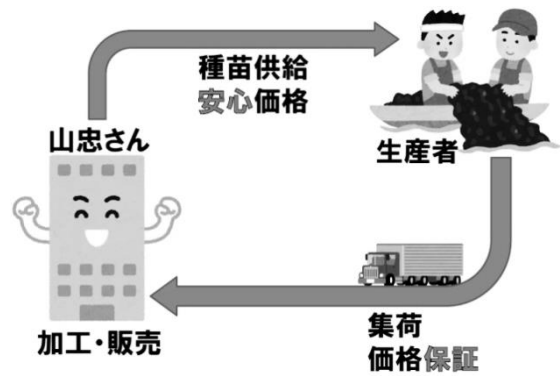 種苗供給
安心価格
山忠さん
生産者
加工・販売
集荷
価格保証